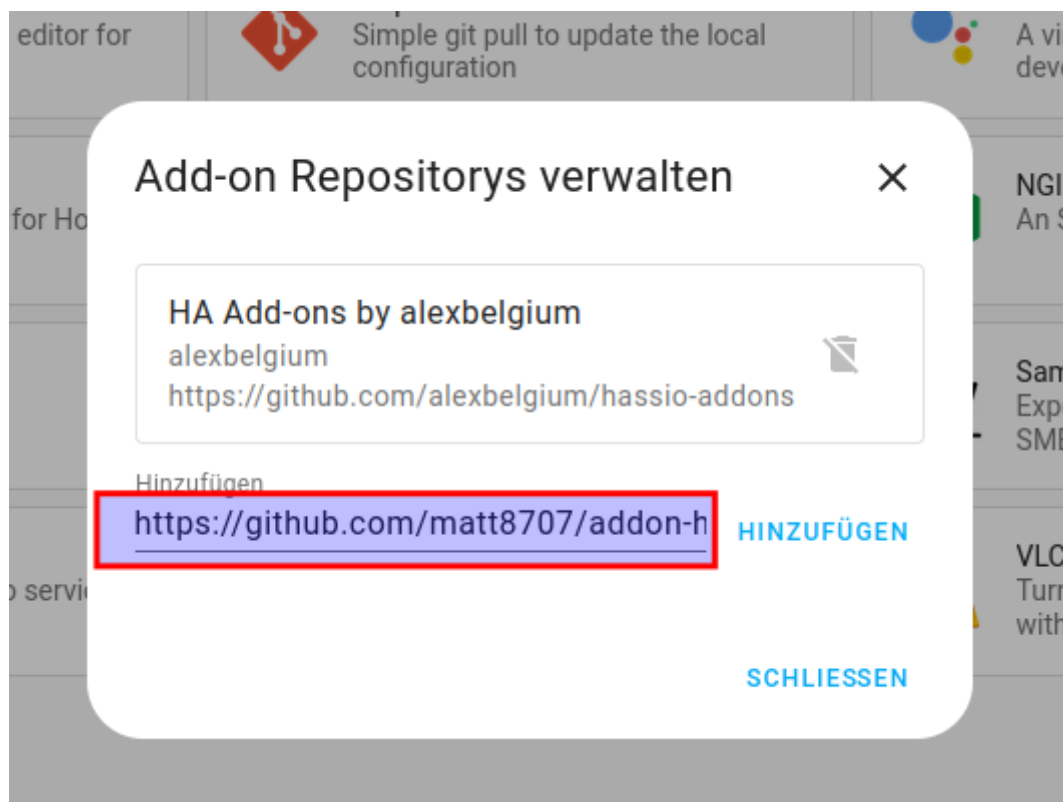 editor for
Simple git pull to update the local
configuration
A vi
deve
Add-on Repositorys verwalten
NGI
An S
for Ho
HA Add-ons by alexbelgium
alexbelgium
https://github.com/alexbelgium/hassio-addons
Sam
Exp
SME
Hinzufügen
https://github.com/matt8707/addon-h
HINZUFÜGEN
VLC
Turn
with
servi
SCHLIESSEN